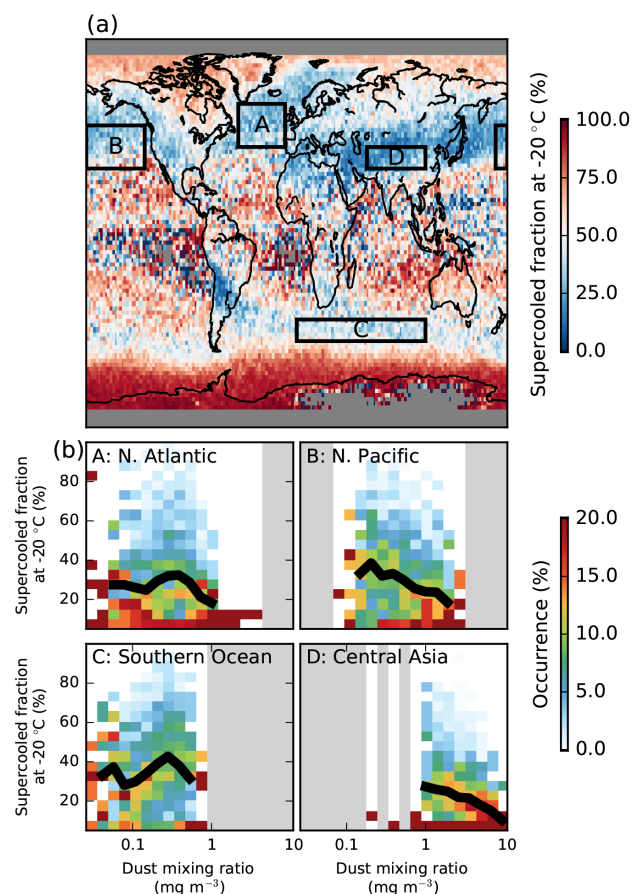 (a)
A
B
D
C
Supercooled fraction at -20 °C (%)
100.0
75.0
50.0
25.0
0.0
(b)
A: N. Atlantic
B: N. Pacific
Supercooled fraction
at -20 °C (%)
80
60
40
20
C: Southern Ocean
D: Central Asia
Supercooled fraction
at -20 °C (%)
80
60
40
20
0.1 1 10
0.1 1 10
Dust mixing ratio
(mg m⁻³)
Dust mixing ratio
(mg m⁻³)
Occurrence (%)
20.0
15.0
10.0
5.0
0.0